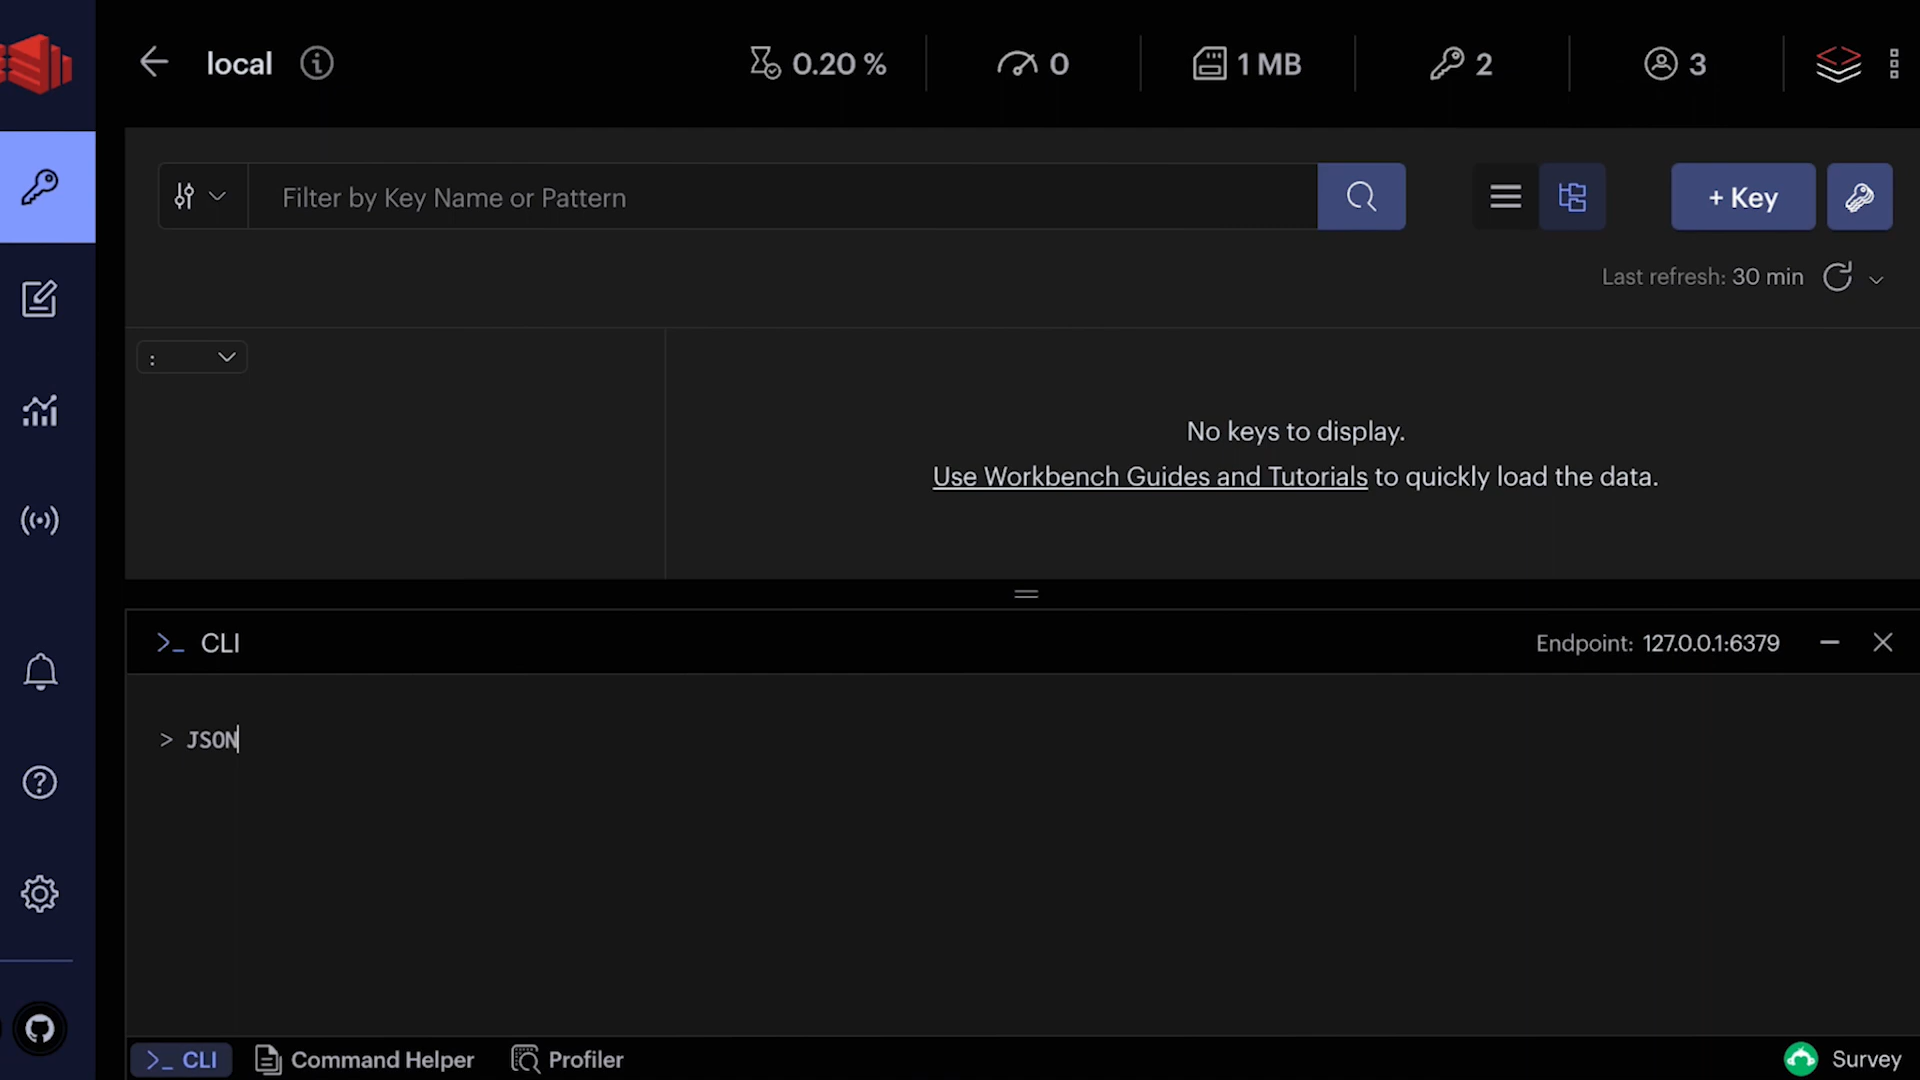 local
0.20 %
0
1 MB
2
3
Filter by Key Name or Pattern
+ Key
Last refresh: 30 min
:
No keys to display.
Use Workbench Guides and Tutorials to quickly load the data.
>_ CLI
Endpoint: 127.0.0.1:6379
> JSON
>_ CLI
Command Helper
Profiler
Survey